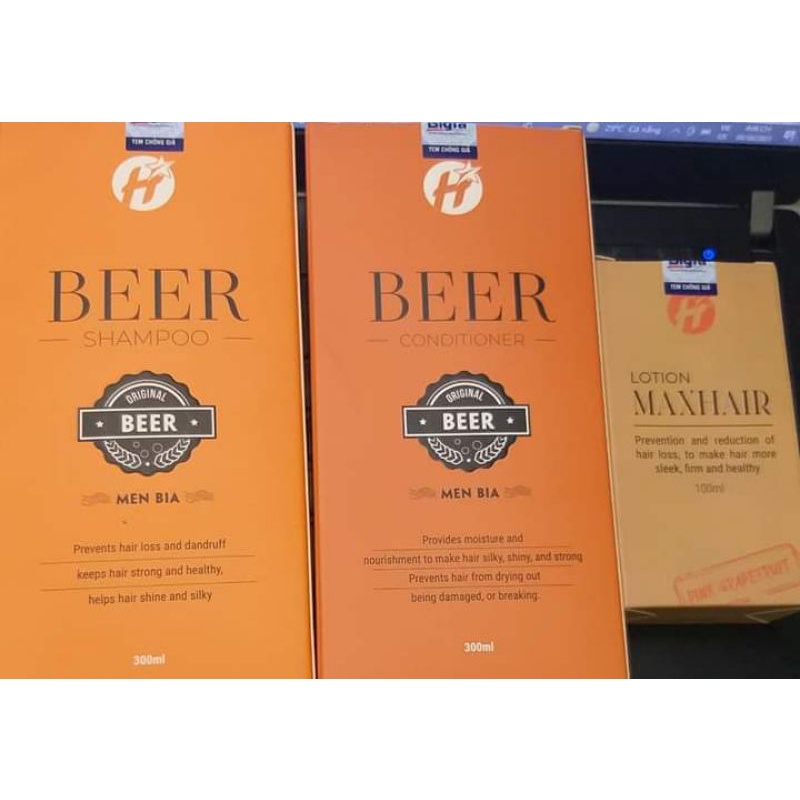 TEM CHỐNG GIẢ
BEER
SHAMPOO
ORIGINAL
BEER
MEN BIA
Prevents hair loss and dandruff
keeps hair strong and healthy,
helps hair shine and silky
300ml
TEM CHỐNG GIẢ
BEER
CONDITIONER
ORIGINAL
BEER
MEN BIA
Provides moisture and
nourishment to make hair silky, shiny, and strong
Prevents hair from drying out
being damaged, or breaking.
300ml
29°C Có nắng
TEM CHỐNG GIẢ
LOTION
MAXHAIR
Prevention and reduction of
hair loss, to make hair more
sleek, firm and healthy
100ml
PINK GRAPEFRUIT